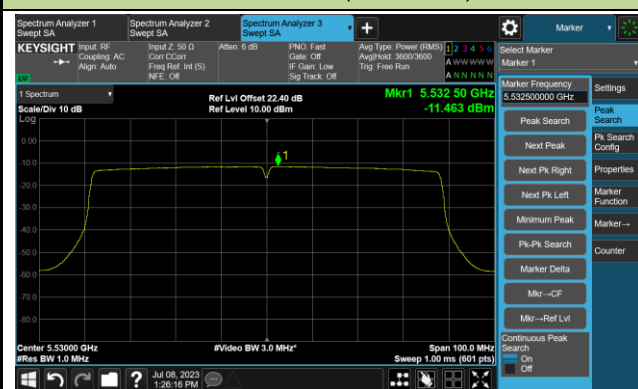 Spectrum Analyzer 1
Swept SA
Spectrum Analyzer 2
Swept SA
Spectrum Analyzer 3
Swept SA
Marker
KEYSIGHT
Input: RF
Coupling: AC
Align: Auto
Input Z: 50 Ω
Corr CCorr
Freq Ref: Int (S)
NFE: Off
Atten: 6 dB
PNO: Fast
Gate: Off
IF Gain: Low
Sig Track: Off
Avg Type: Power (RMS)
Avg|Hold: 3600/3600
Trig: Free Run
1 2 3 4 5 6
A W W W W W
A N N N N N
LXI
1 Spectrum
Scale/Div 10 dB
Log
Ref Lvl Offset 22.40 dB
Ref Level 10.00 dBm
Mkr1 5.532 50 GHz
-11.463 dBm
1
0.00
-10.0
-20.0
-30.0
-40.0
-50.0
-60.0
-70.0
-80.0
Center 5.53000 GHz
#Res BW 1.0 MHz
#Video BW 3.0 MHz*
Span 100.0 MHz
Sweep 1.00 ms (601 pts)
Jul 08, 2023
1:26:16 PM
Select Marker
Marker 1
Marker Frequency
5.532500000 GHz
Peak Search
Next Peak
Next Pk Right
Next Pk Left
Minimum Peak
Pk-Pk Search
Marker Delta
Mkr→CF
Mkr→Ref Lvl
Continuous Peak
Search
On
Off
Settings
Peak
Search
Pk Search
Config
Properties
Marker
Function
Marker→
Counter